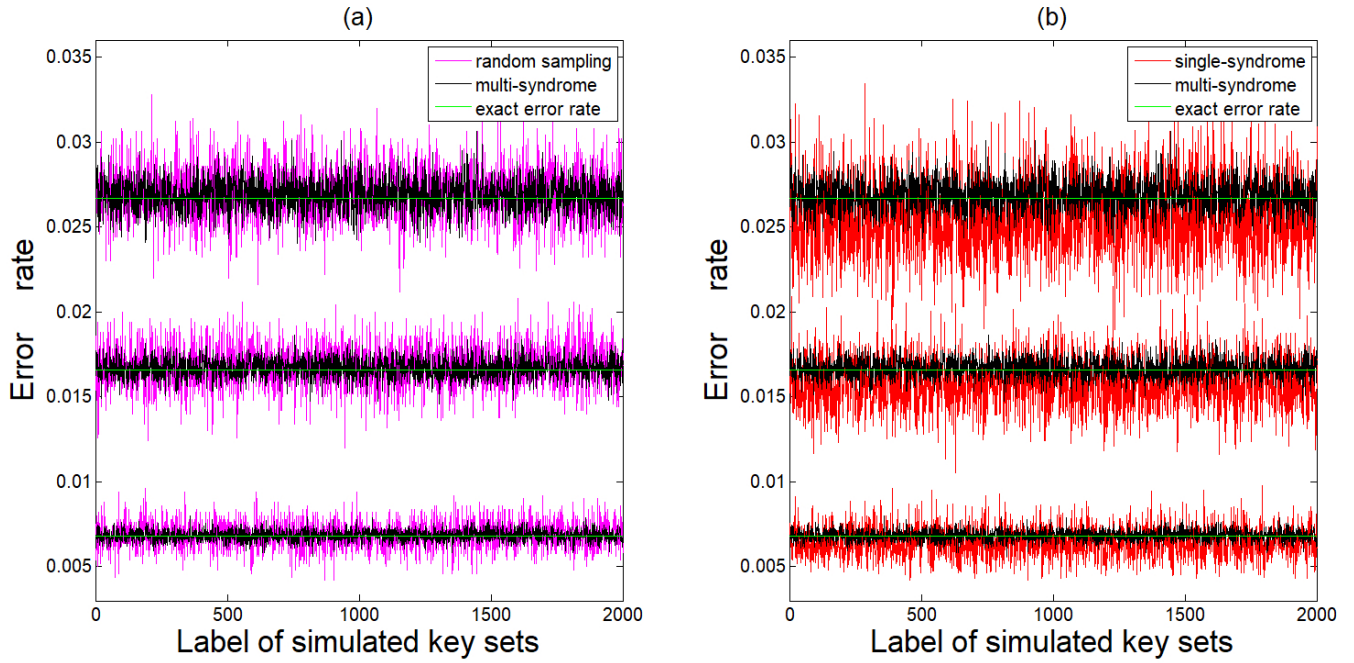 (a)
0.035
0.03
0.025
0.02
0.015
0.01
0.005
0
500
1000
1500
2000
Error rate
Label of simulated key sets
random sampling
multi-syndrome
exact error rate
(b)
0.035
0.03
0.025
0.02
0.015
0.01
0.005
0
500
1000
1500
2000
Error rate
Label of simulated key sets
single-syndrome
multi-syndrome
exact error rate